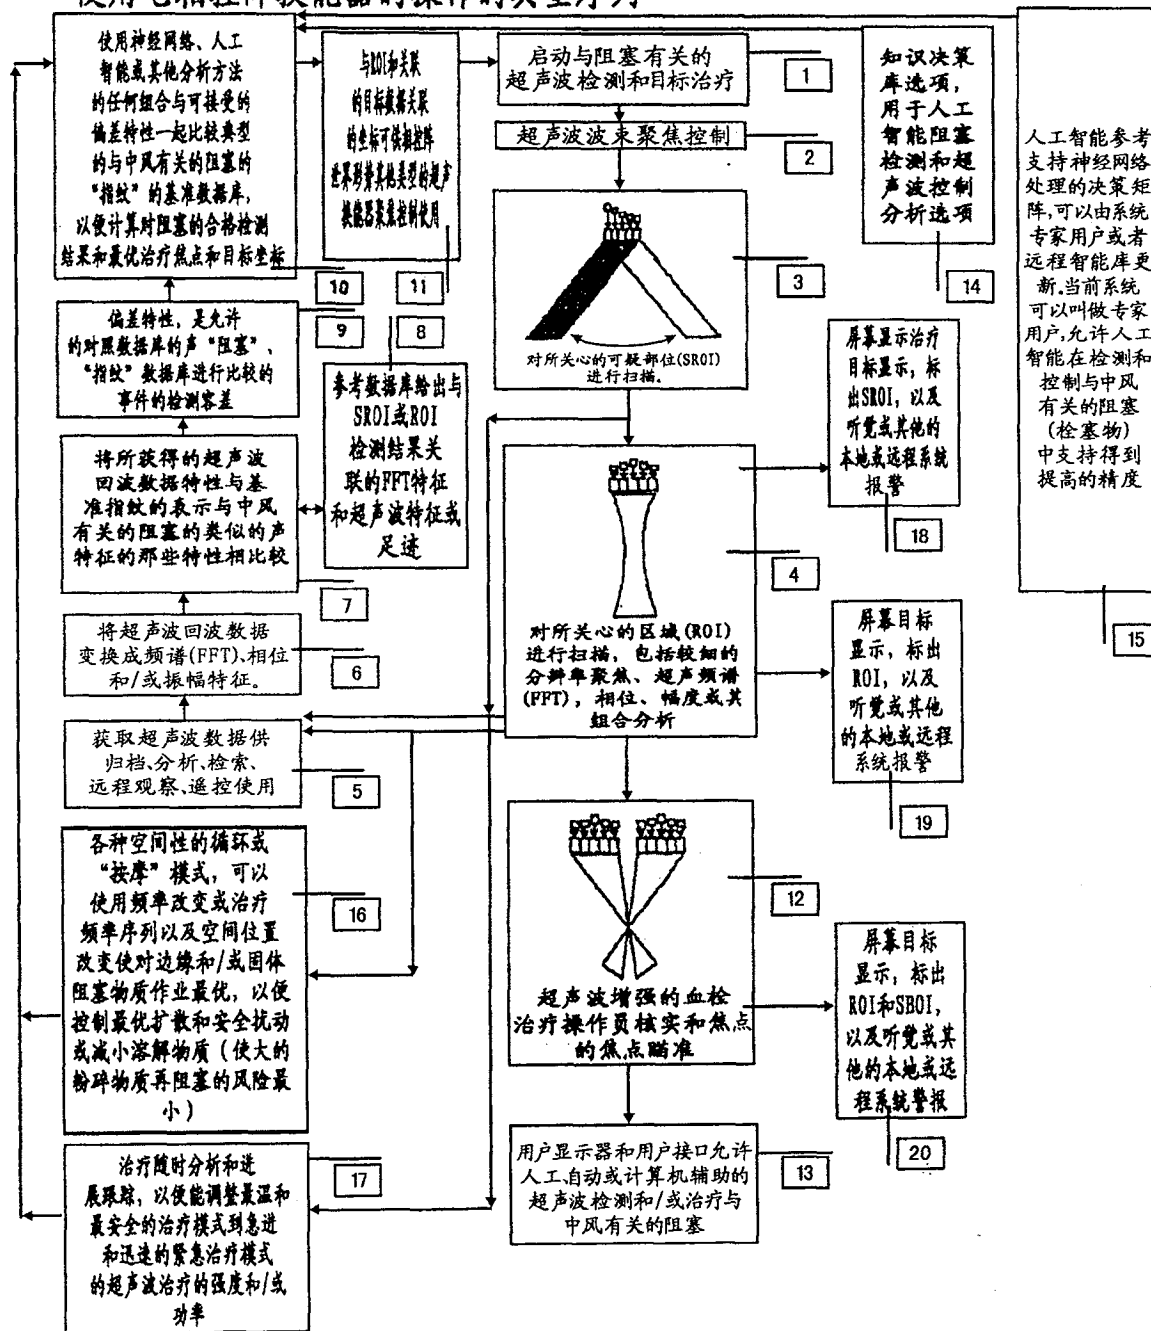 使用电相控阵换能器的操作的典型序列
使用神经网络、人工
智能或其他分析方法
的任何组合与可接受的
偏差特性一起比较典型
的与中风有关的阻塞的
“指纹”的基准数据库,
以便计算对阻塞的合格检测
结果和最优治疗焦点和目标坐标
10
与ROI和关联
的目标数据关联
的坐标可供相控阵
世界形势其他类型的超声
换能器聚焦控制使用
11
启动与阻塞有关的
超声波检测和目标治疗
1
超声波波束聚焦控制
2
对所关心的可疑部位(SROI)
进行扫描.
3
知识决策
库选项,
用于人工
智能阻塞
检测和超
声波控制
分析选项
14
人工智能参考
支持神经网络
处理的决策矩
阵,可以由系统
专家用户或者
远程智能库更
新.当前系统
可以叫做专家
用户,允许人工
智能在检测和
控制与中风
有关的阻塞
(栓塞物)
中支持得到
提高的精度
15
偏差特性，是允许
的对照数据库的声“阻塞”、
“指纹”数据库进行比较的
事件的检测容差
9
8
参考数据库给出与
SROI或ROI
检测结果关
联的FFT特征
和超声波特征或
足迹
将所获得的超声波
回波数据特性与基
准指纹的表示与中风
有关的阻塞的类似的声
特征的那些特性相比较
7
将超声波回波数据
变换成频谱(FFT)、相位
和/或振幅特征。
6
获取超声波数据供
归档、分析、检索、
远程观察、遥控使用
5
对所关心的区域(ROI)
进行扫描，包括较细的
分辨率聚焦、超声频谱
(FFT)，相位、幅度或其
组合分析
4
屏幕显示治疗
目标显示，标
出SROI，以及
听觉或其他的
本地或远程系统
报警
18
屏幕目标
显示，标出
ROI，以及
听觉或其他
的本地或远程
系统报警
19
各种空间性的循环或
“按摩”模式，可以
使用频率改变或治疗
频率序列以及空间位置
改变使对边缘和/或固体
阻塞物质作业最优，以便
控制最优扩散和安全扰动
或减小溶解物质（使大的
粉碎物质再阻塞的风险最
小）
16
超声波增强的血栓
治疗操作员核实和焦点
的焦点瞄准
12
屏幕目标
显示，标出
ROI和SBOI，
以及听觉或其
他的本地或远
程系统警报
20
治疗随时分析和进
展跟踪，以便能调整最温和
最安全的治疗模式到急进
和迅速的紧急治疗模式
的超声波治疗的强度和/或
功率
17
用户显示器和用户接口允许
人工、自动或计算机辅助的
超声波检测和/或治疗与
中风有关的阻塞
13